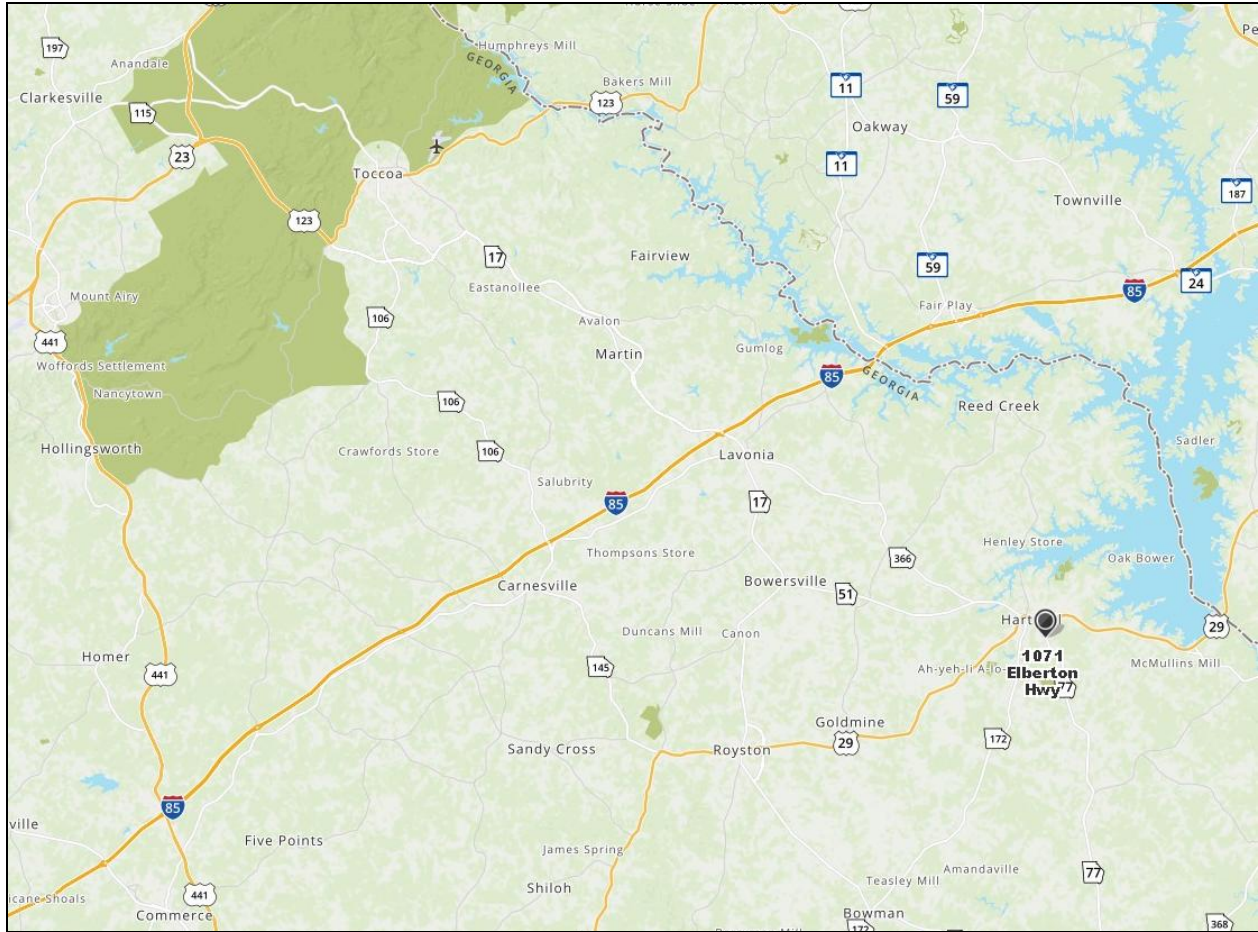 197
Anandale
Clarkesville
115
23
Humphreys Mill
GEORGIA
Bakers Mill
123
11
59
Oakway
11
Toccoa
123
Townville
187
17
Fairview
59
24
85
Eastanollee
Mount Airy
106
Avalon
Fair Play
441
Martin
Gumlog
85
GEORGIA
Woffords Settlement
Nancytown
106
Reed Creek
Hollingsworth
Crawfords Store
106
Lavonia
Sadler
Salubrity
85
17
Henley Store
Thompsons Store
366
Oak Bower
Carnesville
Bowersville
51
Duncans Mill
Canon
29
Homer
441
145
1071
Elberton
Hwy
McMullins Mill
77
Goldmine
Sandy Cross
Royston
29
172
85
ville
Five Points
James Spring
Amandaville
Teasley Mill
77
441
Shiloh
icane Shoals
Commerce
Bowman
172
368